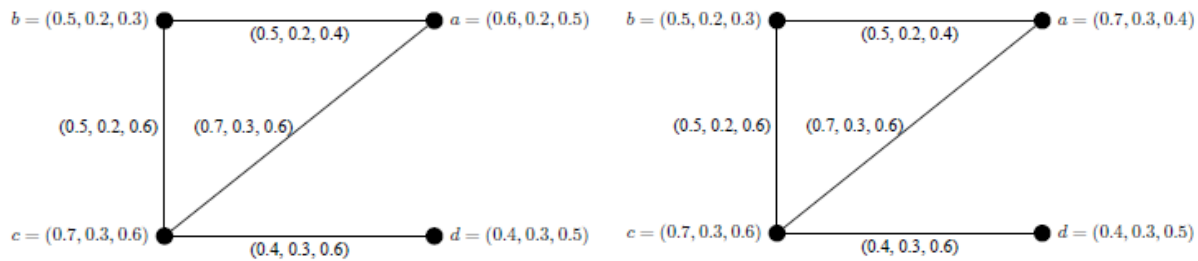 b = (0.5, 0.2, 0.3)
a = (0.6, 0.2, 0.5)
(0.5, 0.2, 0.4)
(0.5, 0.2, 0.6)
(0.7, 0.3, 0.6)
c = (0.7, 0.3, 0.6)
d = (0.4, 0.3, 0.5)
(0.4, 0.3, 0.6)
b = (0.5, 0.2, 0.3)
a = (0.7, 0.3, 0.4)
(0.5, 0.2, 0.4)
(0.5, 0.2, 0.6)
(0.7, 0.3, 0.6)
c = (0.7, 0.3, 0.6)
d = (0.4, 0.3, 0.5)
(0.4, 0.3, 0.6)